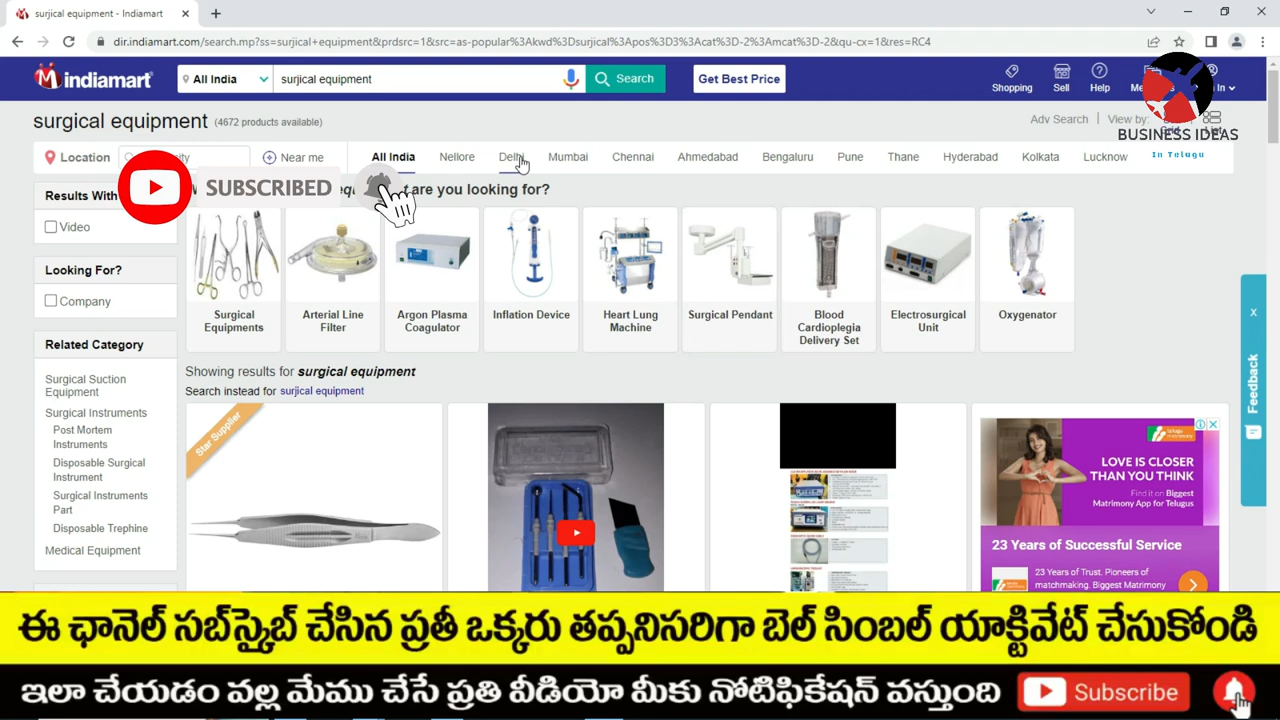 surjical equipment - Indiamart
dir.indiamart.com/search.mp?ss=surjical+equipment&prdsrc=1&src=as-popular%3Akwd%3Dsurjical%3Apos%3D3%3Acat%3D-2%3Amcat%3D-2&qu-cx=1&res=RC4
indiamart
All India
surjical equipment
Search
Get Best Price
Shopping
Sell
Help
surgical equipment (4672 products available)
Adv Search
View by:
BUSINESS IDEAS
In Telugu
Location
Near me
All India
Nellore
Delhi
Mumbai
Chennai
Ahmedabad
Bengaluru
Pune
Thane
Hyderabad
Kolkata
Lucknow
SUBSCRIBED
are you looking for?
Results With
Video
Looking For?
Company
Related Category
Surgical Suction
Equipment
Surgical Instruments
Post Mortem
Instruments
Disposable Surgical
Instrument
Surgical Instruments
Part
Disposable Trephine
Medical Equipment
Surgical
Equipments
Arterial Line
Filter
Argon Plasma
Coagulator
Inflation Device
Heart Lung
Machine
Surgical Pendant
Blood
Cardioplegia
Delivery Set
Electrosurgical
Unit
Oxygenator
x
Feedback
Showing results for surgical equipment
Search instead for surjical equipment
Star Supplier
telugu
matrimony
LOVE IS CLOSER
THAN YOU THINK
Find it on Biggest
Matrimony App for Telugus
23 Years of Successful Service
23 Years of Trust. Pioneers of
matchmaking. Biggest Matrimony
ఈ ఛానెల్ సబ్‌స్క్రైబ్ చేసిన ప్రతీ ఒక్కరు తప్పనిసరిగా బెల్ సింబల్ యాక్టివేట్ చేసుకోండి
ఇలా చేయడం వల్ల మేము చేసే ప్రతి వీడియో మీకు నోటిఫికేషన్ వస్తుంది
Subscribe